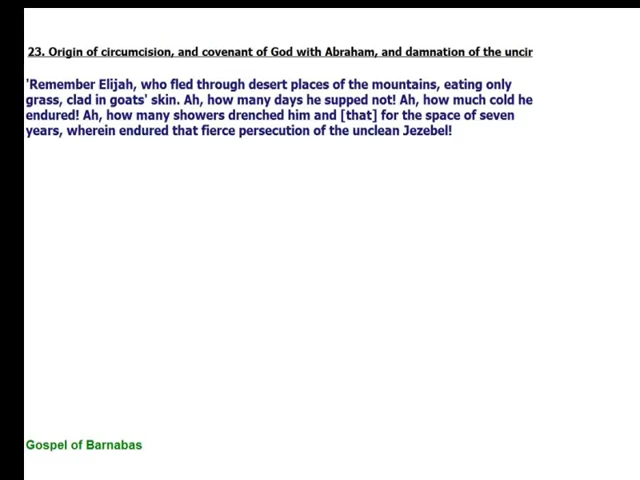 23. Origin of circumcision, and covenant of God with Abraham, and damnation of the uncir
'Remember Elijah, who fled through desert places of the mountains, eating only
grass, clad in goats' skin. Ah, how many days he supped not! Ah, how much cold he
endured! Ah, how many showers drenched him and [that] for the space of seven
years, wherein endured that fierce persecution of the unclean Jezebel!
Gospel of Barnabas